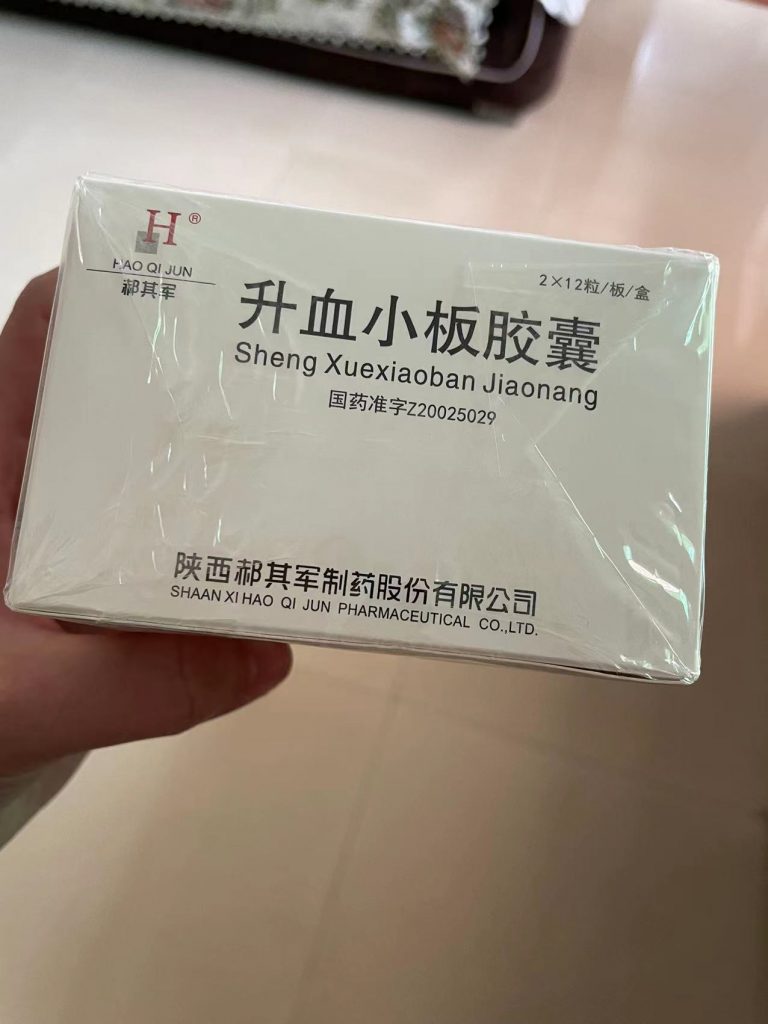 H®
HAO QI JUN
郝其军
2×12粒/板/盒
升血小板胶囊
Sheng Xuexiaoban Jiaonang
国药准字Z20025029
陕西郝其军制药股份有限公司
SHAAN XI HAO QI JUN PHARMACEUTICAL CO.,LTD.